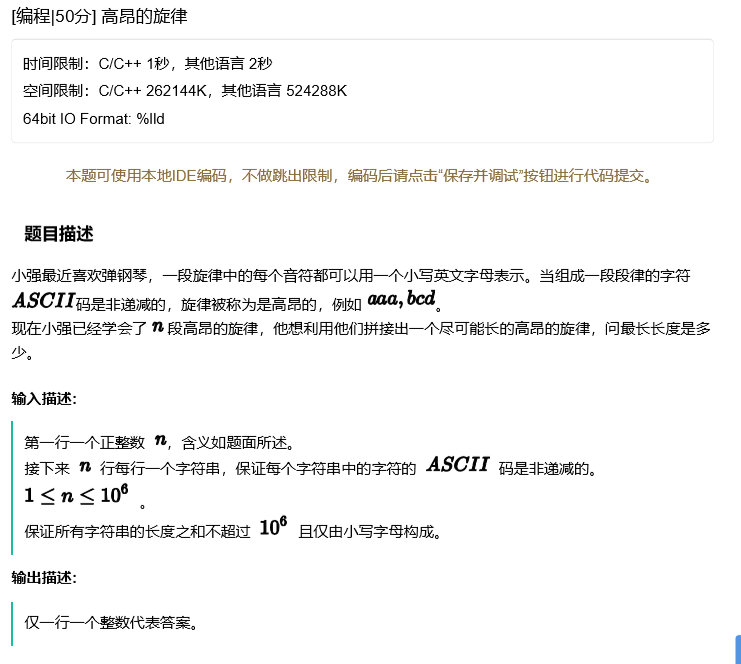 [编程|50分] 高昂的旋律
时间限制：C/C++ 1秒，其他语言 2秒
空间限制：C/C++ 262144K，其他语言 524288K
64bit IO Format: %lld
本题可使用本地IDE编码，不做跳出限制，编码后请点击“保存并调试”按钮进行代码提交。
题目描述
小强最近喜欢弹钢琴，一段旋律中的每个音符都可以用一个小写英文字母表示。当组成一段段律的字符
ASCII码是非递减的，旋律被称为是高昂的，例如 aaa, bcd。
现在小强已经学会了 n 段高昂的旋律，他想利用他们拼接出一个尽可能长的高昂的旋律，问最长长度是多
少。
输入描述:
第一行一个正整数 n，含义如题面所述。
接下来 n 行每行一个字符串，保证每个字符串中的字符的 ASCII 码是非递减的。
1 ≤ n ≤ 10⁶ 。
保证所有字符串的长度之和不超过 10⁶ 且仅由小写字母构成。
输出描述:
仅一行一个整数代表答案。